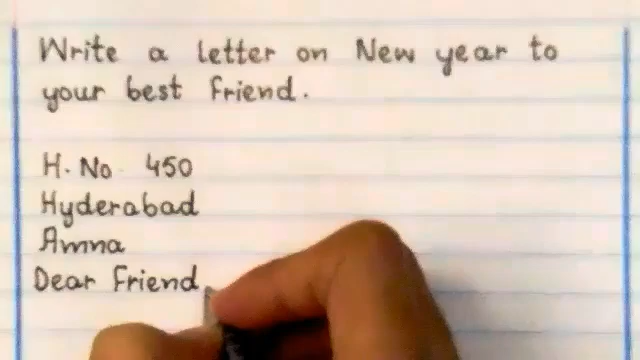 Write a letter on New year to
your best friend.
H. No. 450
Hyderabad
Amna
Dear Friend